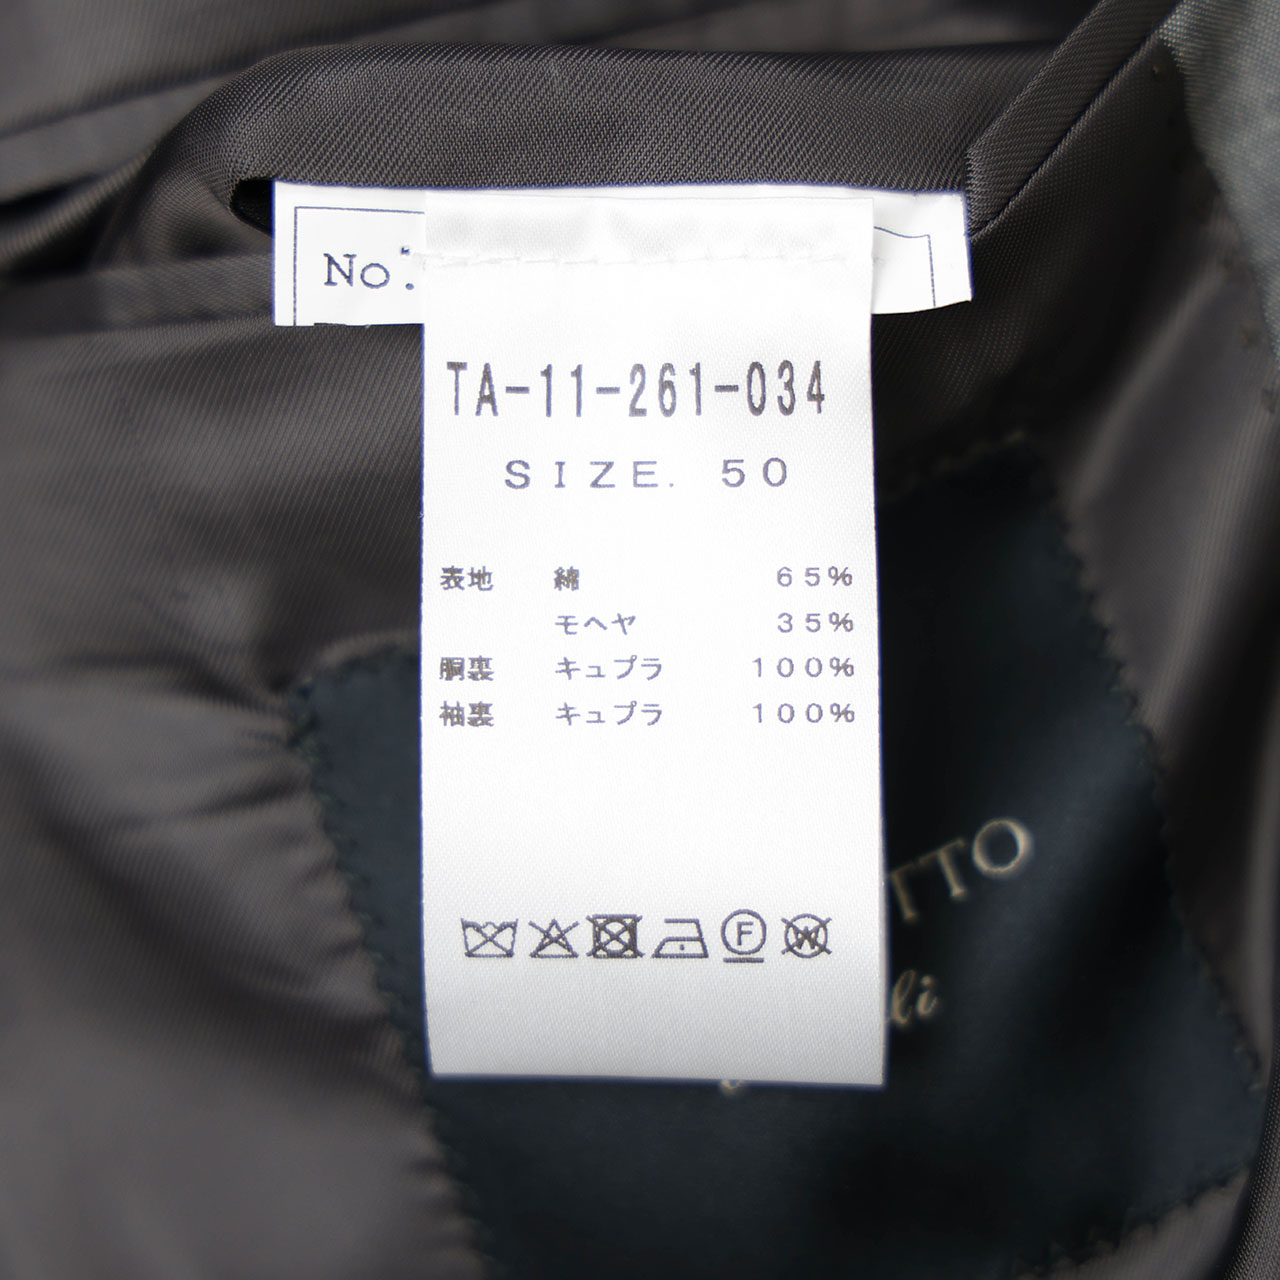 No.
TA-11-261-034
SIZE. 50
表地 綿 65%
モヘヤ 35%
胴裏 キュプラ 100%
袖裏 キュプラ 100%
F W
TTO
li